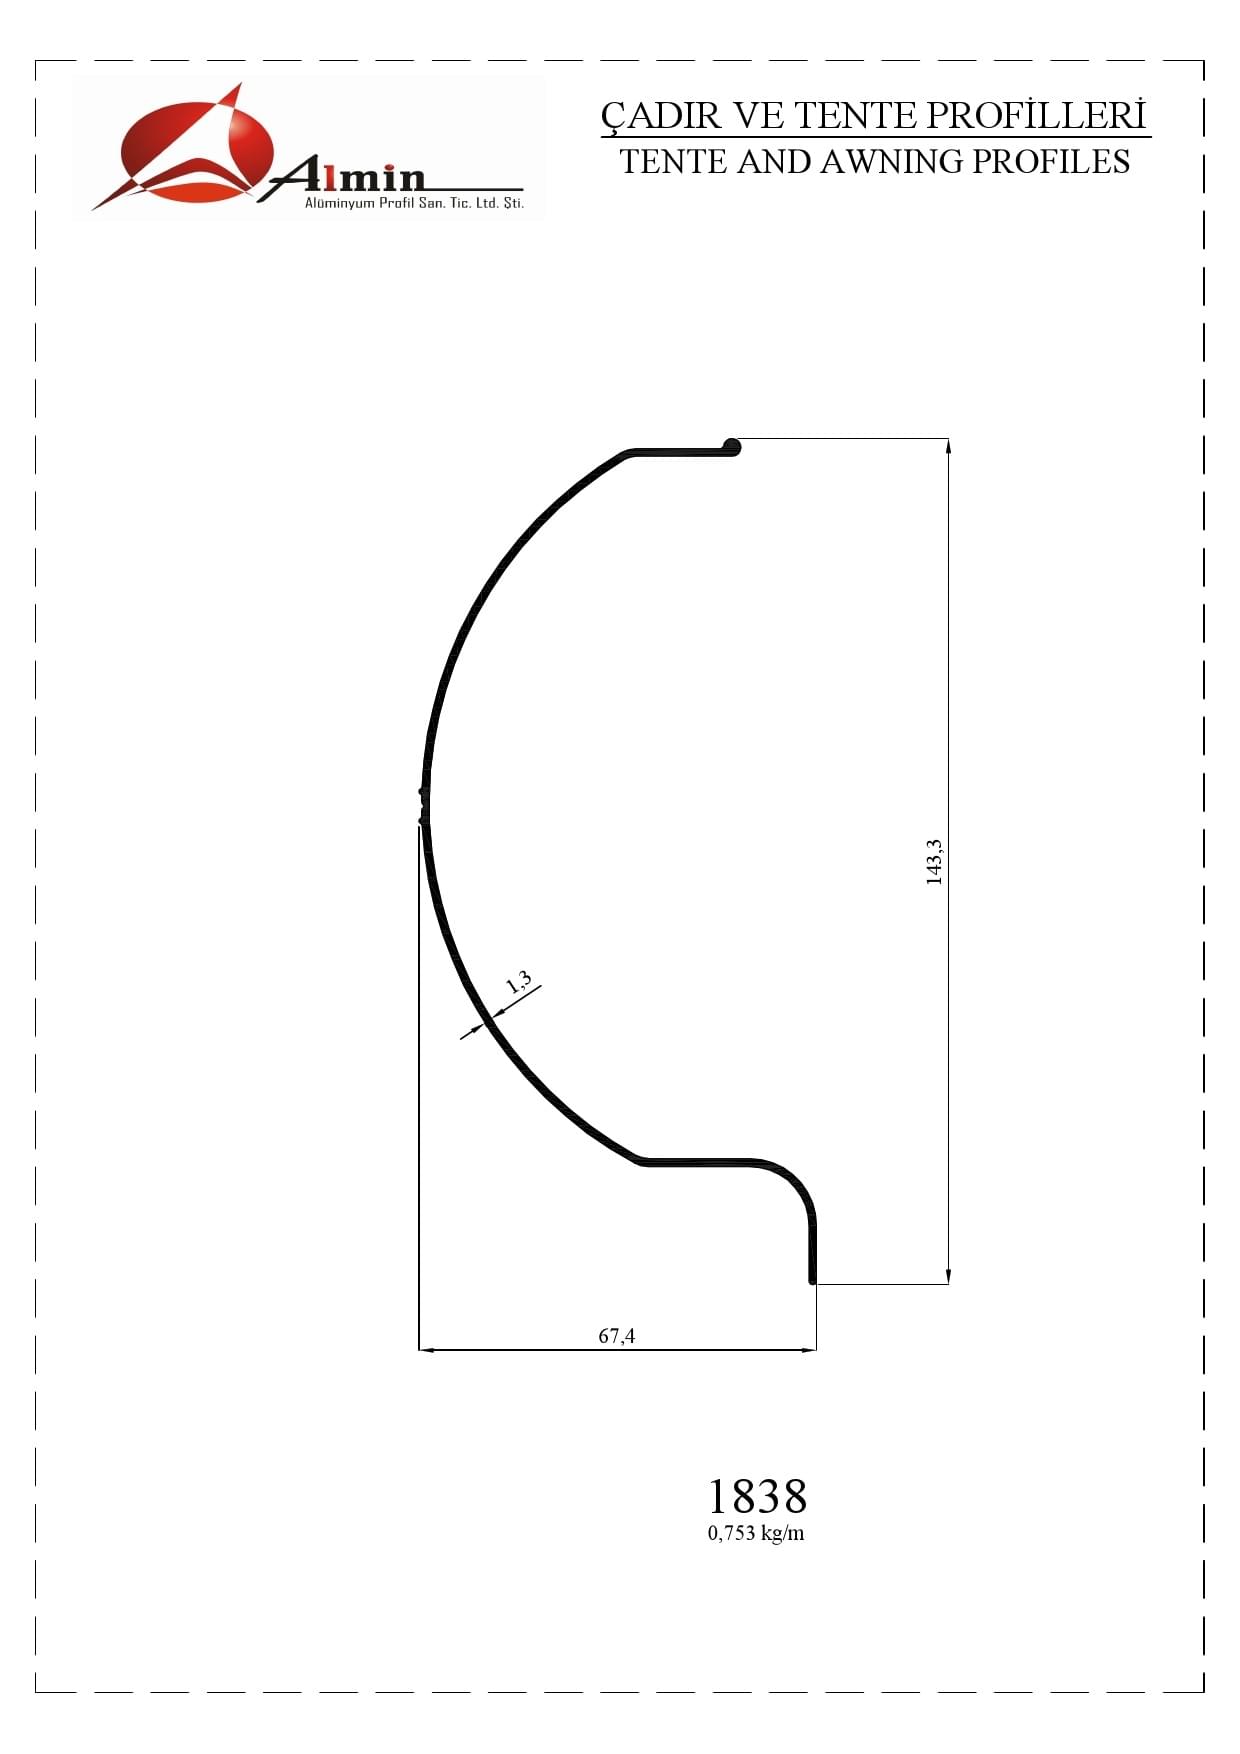 ÇADIR VE TENTE PROFİLLERİ
TENTE AND AWNING PROFILES
Almin
Alüminyum Profil San. Tic. Ltd. Şti.
143,3
1,3
67,4
1838
0,753 kg/m